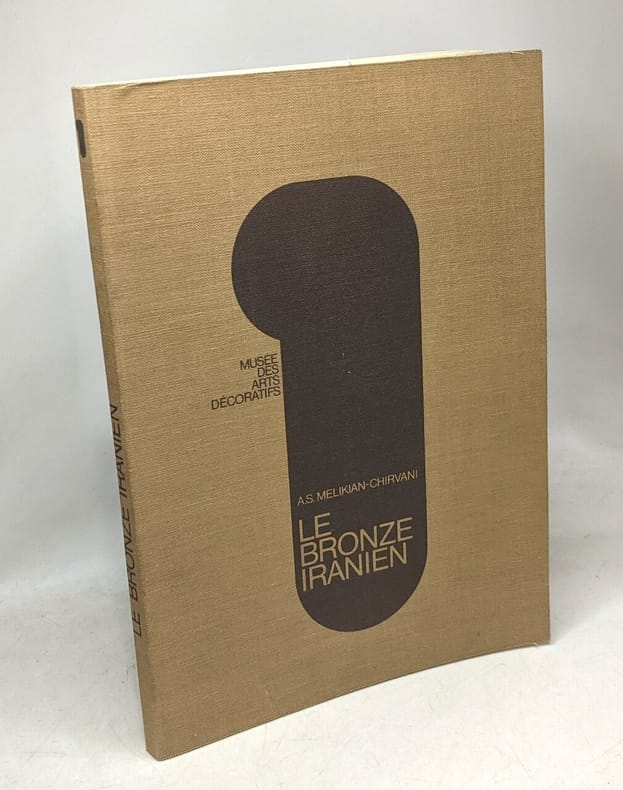 MUSÉE
DES
ARTS
DÉCORATIFS
A.S. MELIKIAN-CHIRVANI
LE
BRONZE
IRANIEN
LE BRONZE IRANIEN